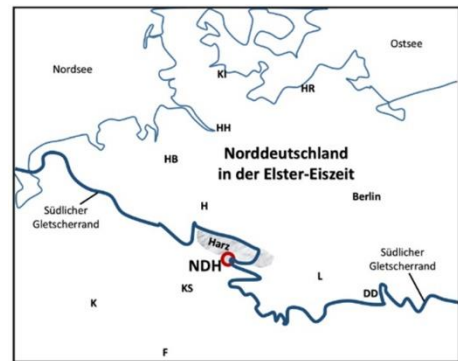 Nordsee
Ostsee
KI
HR
HH
HB
Norddeutschland
in der Elster-Eiszeit
Berlin
H
Südlicher
Gletscherrand
Harz
NDH
Südlicher
Gletscherrand
L
KS
DD
K
F